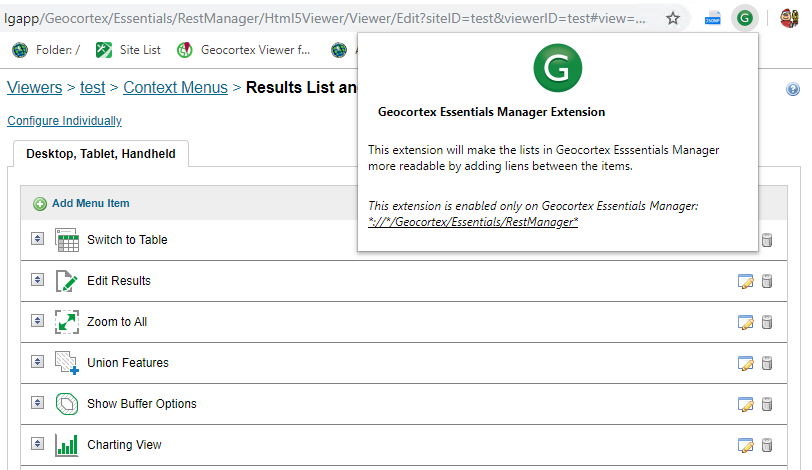 lgapp/Geocortex/Essentials/RestManager/Html5Viewer/Viewer/Edit?siteID=test&viewerID=test#view=...
JSONP
G
Folder: /
Site List
Geocortex Viewer f...
G
Geocortex Essentials Manager Extension
This extension will make the lists in Geocortex Esssentials Manager
more readable by adding liens between the items.
This extension is enabled only on Geocortex Essentials Manager:
*://*/Geocortex/Essentials/RestManager*
Viewers > test > Context Menus > Results List an
?
Configure Individually
Desktop, Tablet, Handheld
Add Menu Item
Switch to Table
Edit Results
Zoom to All
Union Features
Show Buffer Options
Charting View